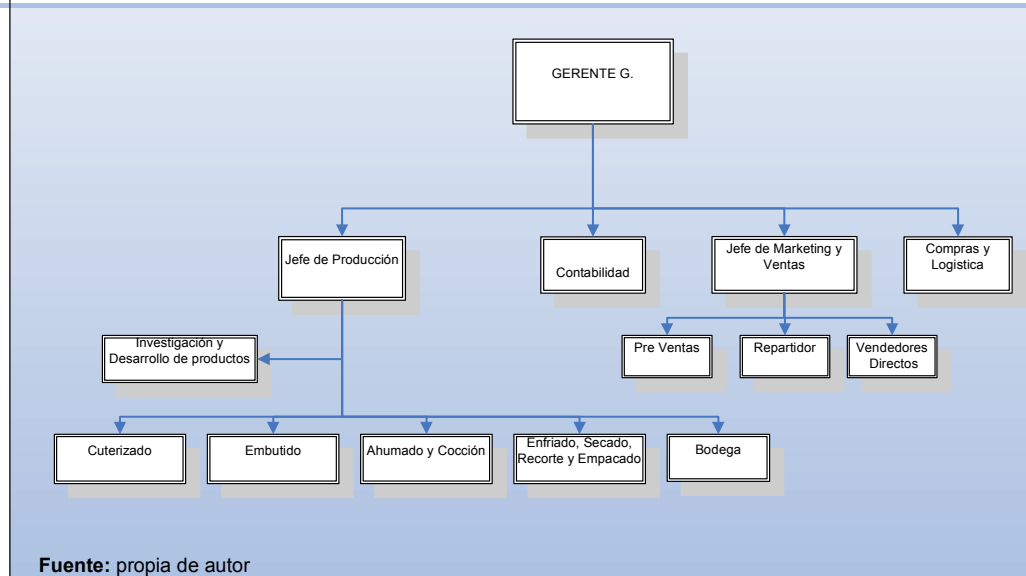 GERENTE G.
Jefe de Producción
Contabilidad
Jefe de Marketing y
Ventas
Compras y
Logistica
Investigación y
Desarrollo de productos
Pre Ventas
Repartidor
Vendedores
Directos
Cuterizado
Embutido
Ahumado y Cocción
Enfriado, Secado,
Recorte y Empacado
Bodega
Fuente: propia de autor